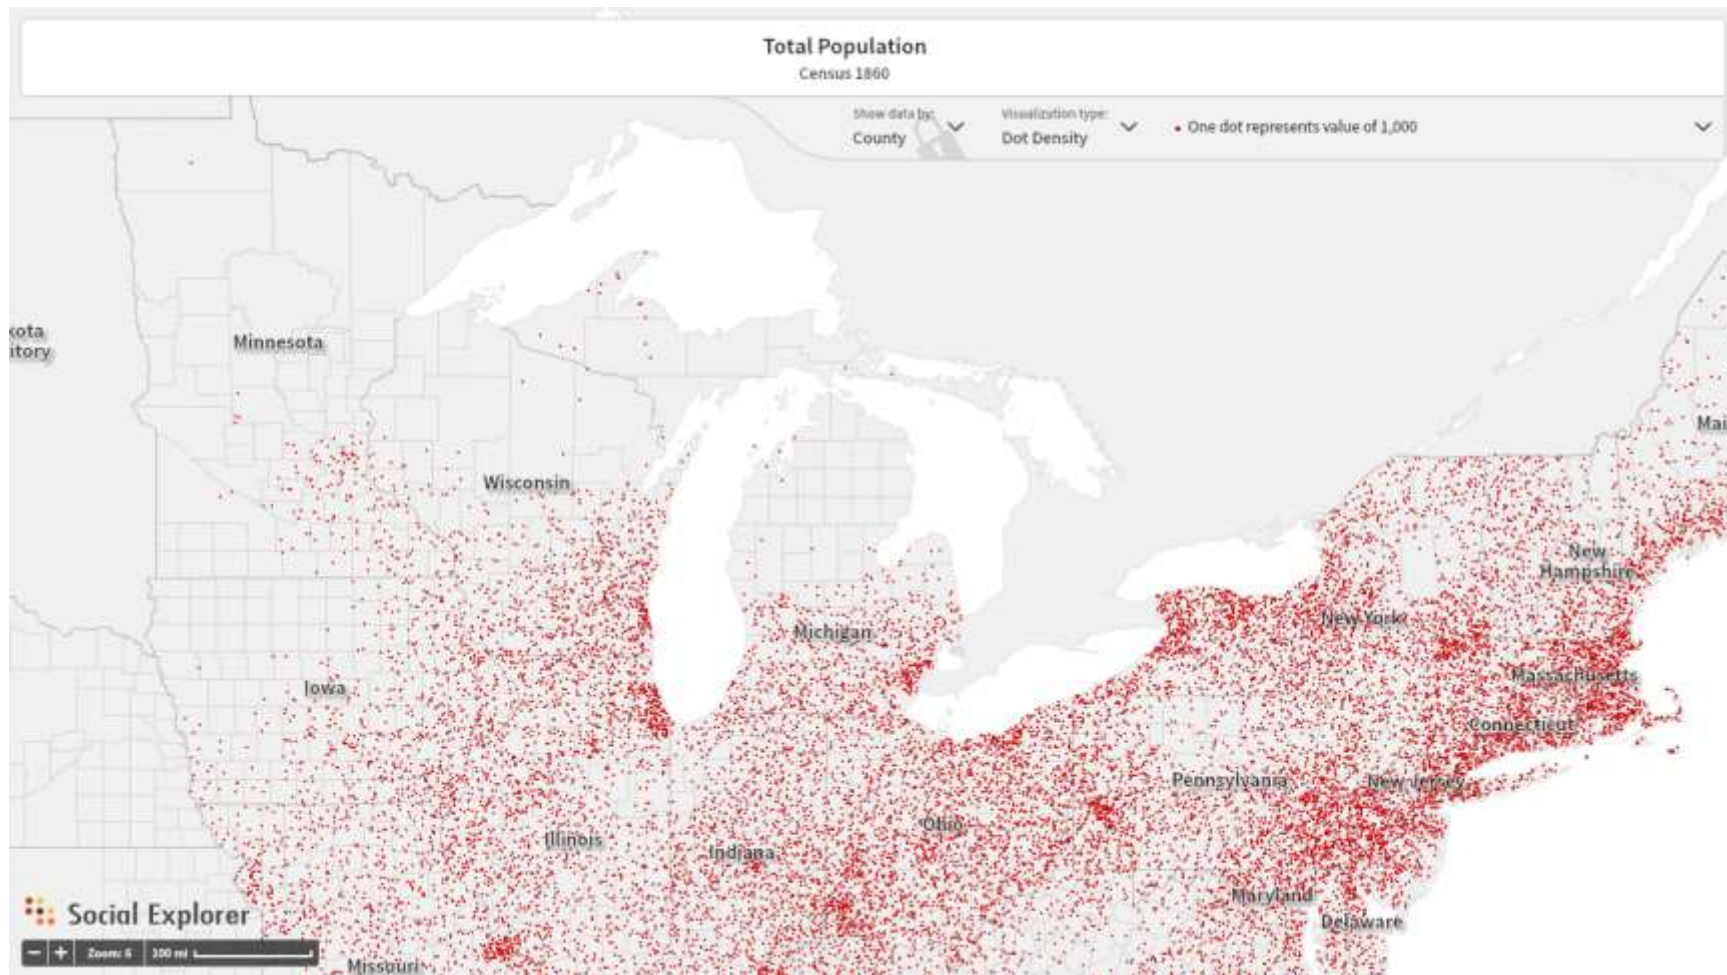 Total Population
Census 1860
Show data by:
County
Visualization type:
Dot Density
One dot represents value of 1,000
kota
itory
Minnesota
Mai
Wisconsin
New
Hampshire
New York
Michigan
Massachusetts
Iowa
Connecticut
Pennsylvania
New Jersey
Ohio
Illinois
Indiana
Maryland
Social Explorer
Delaware
− + Zoom: 6
Missouri